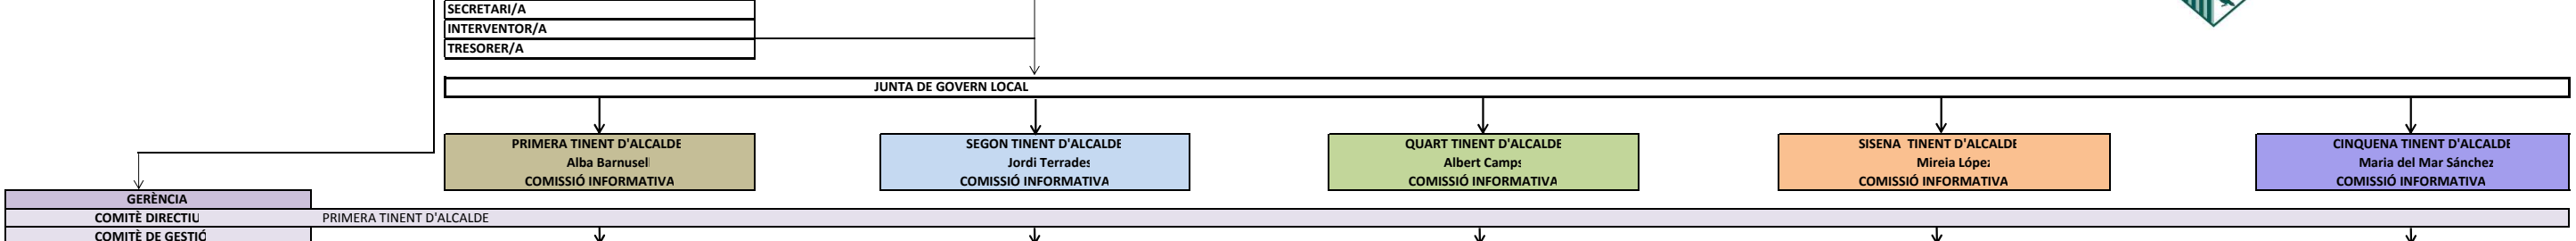 SECRETARI/A
INTERVENTOR/A
TRESORER/A
JUNTA DE GOVERN LOCAL
PRIMERA TINENT D'ALCALDE
Alba Barnusell
COMISSIÓ INFORMATIVA
SEGON TINENT D'ALCALDE
Jordi Terrades
COMISSIÓ INFORMATIVA
QUART TINENT D'ALCALDE
Albert Camps
COMISSIÓ INFORMATIVA
SISENA TINENT D'ALCALDE
Mireia López
COMISSIÓ INFORMATIVA
CINQUENA TINENT D'ALCALDE
Maria del Mar Sánchez
COMISSIÓ INFORMATIVA
GERÈNCIA
COMITÈ DIRECTIU
PRIMERA TINENT D'ALCALDE
COMITÈ DE GESTIÓ